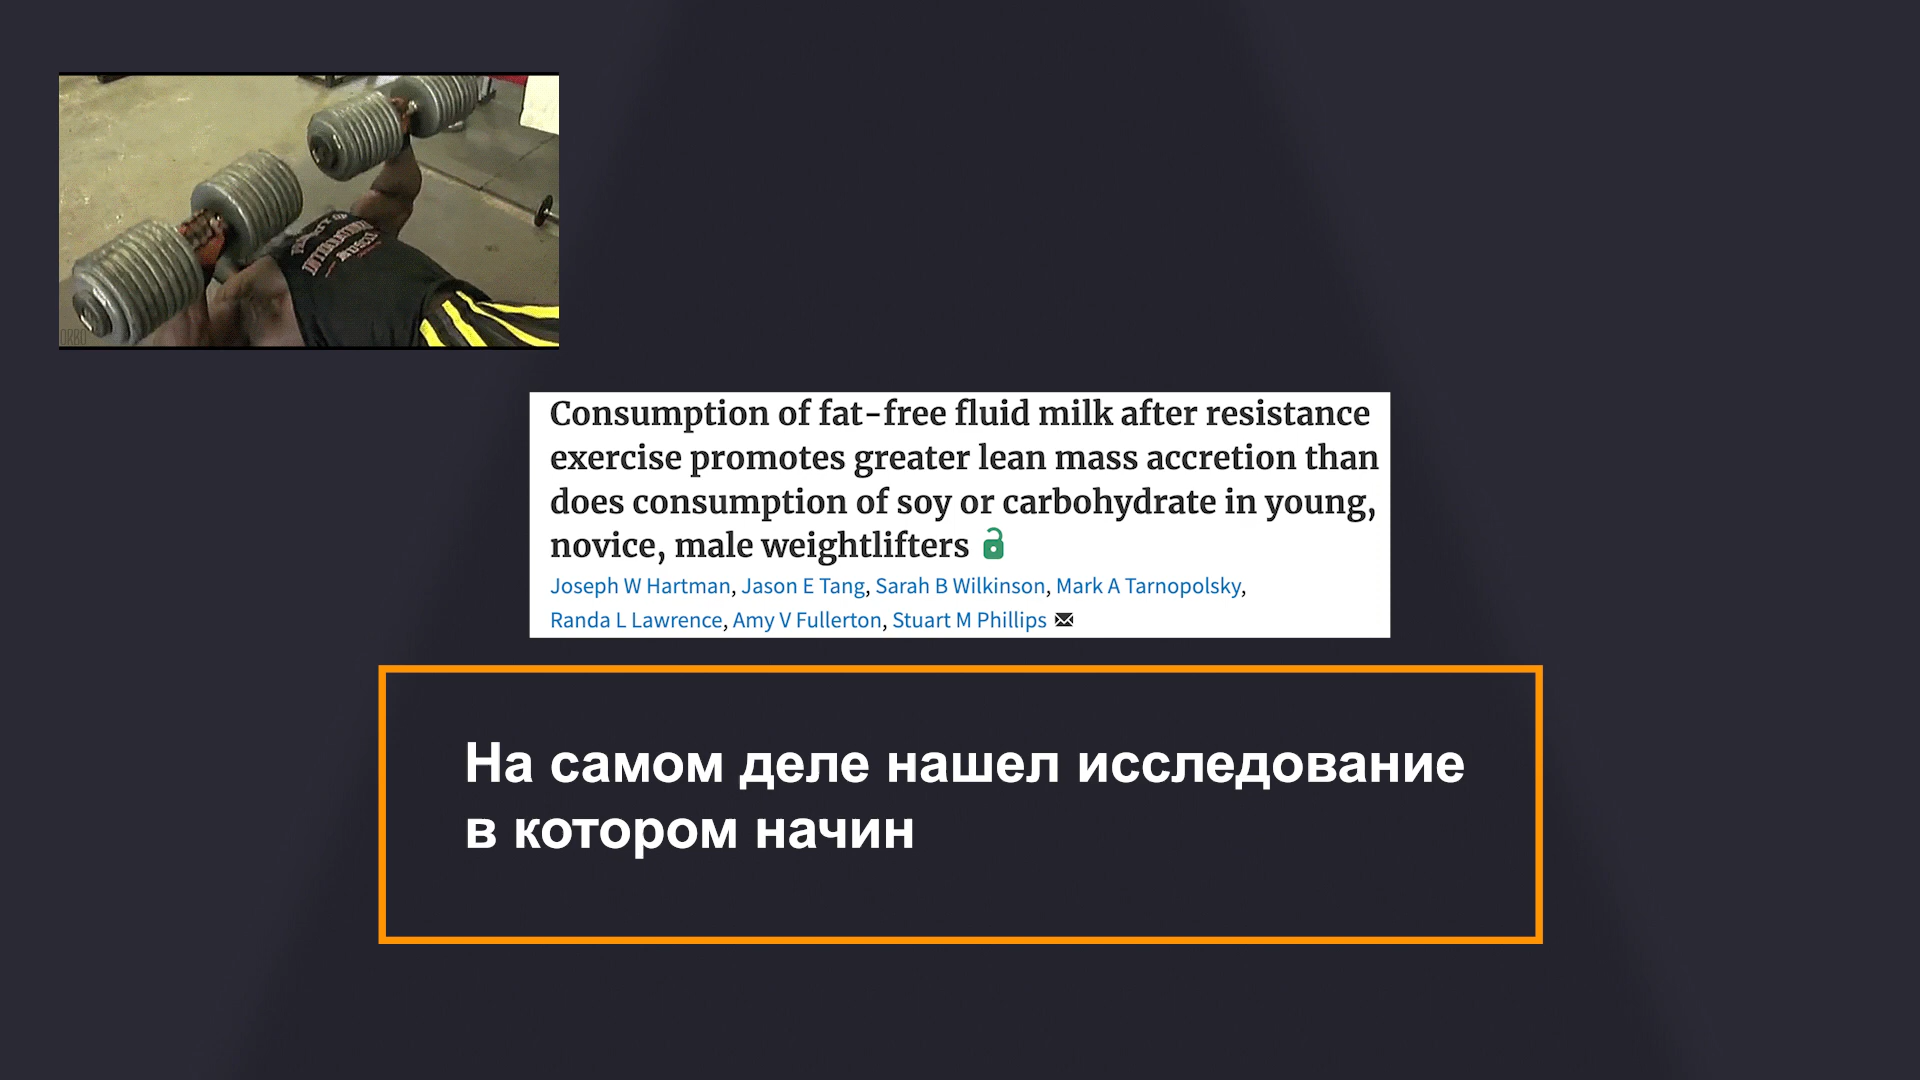 INTERNATIONAL
Consumption of fat-free fluid milk after resistance
exercise promotes greater lean mass accretion than
does consumption of soy or carbohydrate in young,
novice, male weightlifters
Joseph W Hartman, Jason E Tang, Sarah B Wilkinson, Mark A Tarnopolsky,
Randa L Lawrence, Amy V Fullerton, Stuart M Phillips
На самом деле нашел исследование
в котором начин